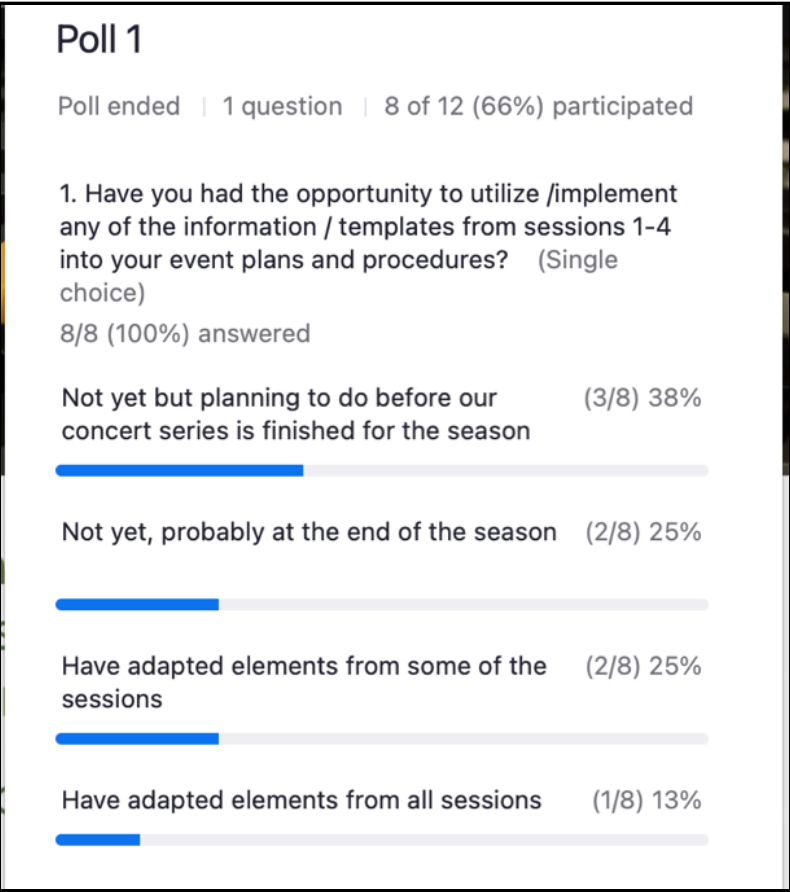 Poll 1
Poll ended | 1 question | 8 of 12 (66%) participated
1. Have you had the opportunity to utilize /implement
any of the information / templates from sessions 1-4
into your event plans and procedures? (Single
choice)
8/8 (100%) answered
Not yet but planning to do before our (3/8) 38%
concert series is finished for the season
Not yet, probably at the end of the season (2/8) 25%
Have adapted elements from some of the (2/8) 25%
sessions
Have adapted elements from all sessions (1/8) 13%